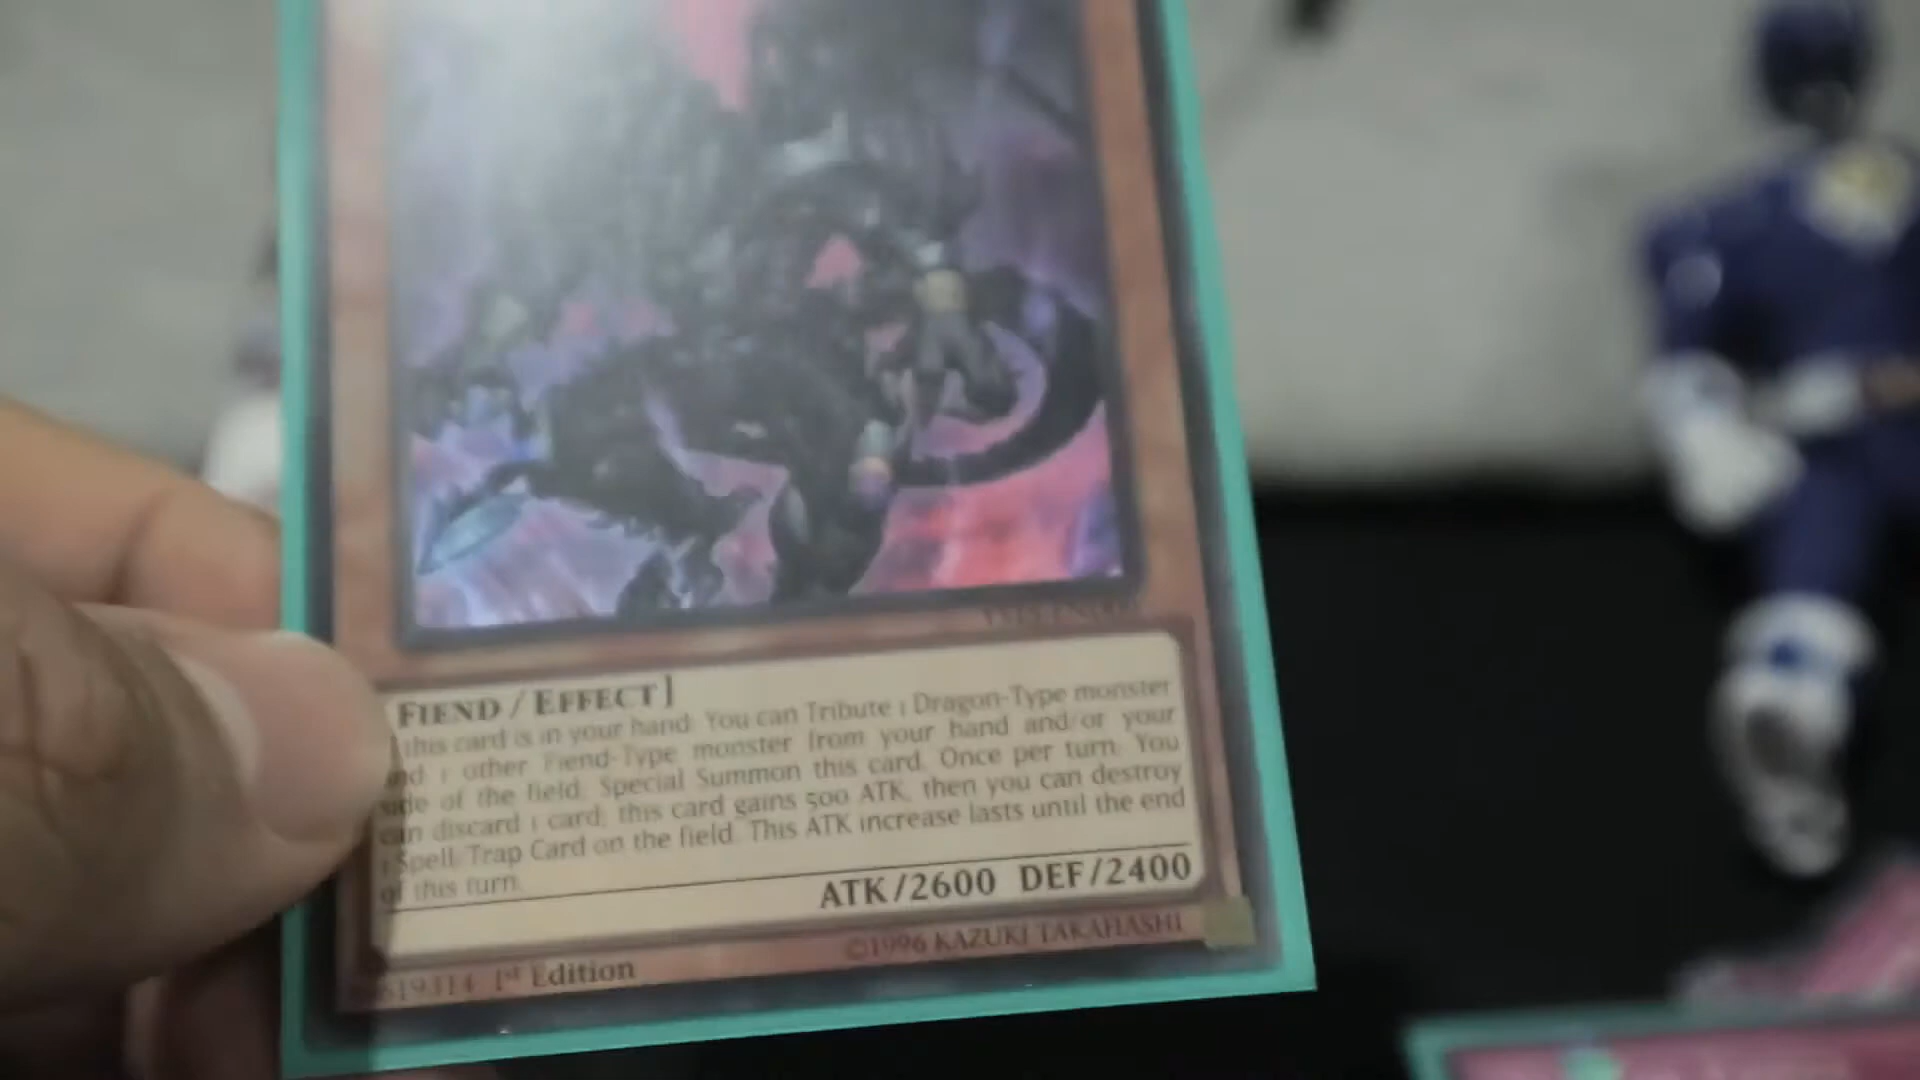 FIEND / EFFECT ]
this card is in your hand: You can Tribute 1 Dragon-Type monster
and 1 other Fiend-Type monster from your hand and/or your
side of the field; Special Summon this card. Once per turn: You
can discard 1 card; this card gains 500 ATK, then you can destroy
1 Spell/Trap Card on the field. This ATK increase lasts until the end
of this turn.
ATK/2600 DEF/2400
©1996 KAZUKI TAKAHASHI
619314 1st Edition